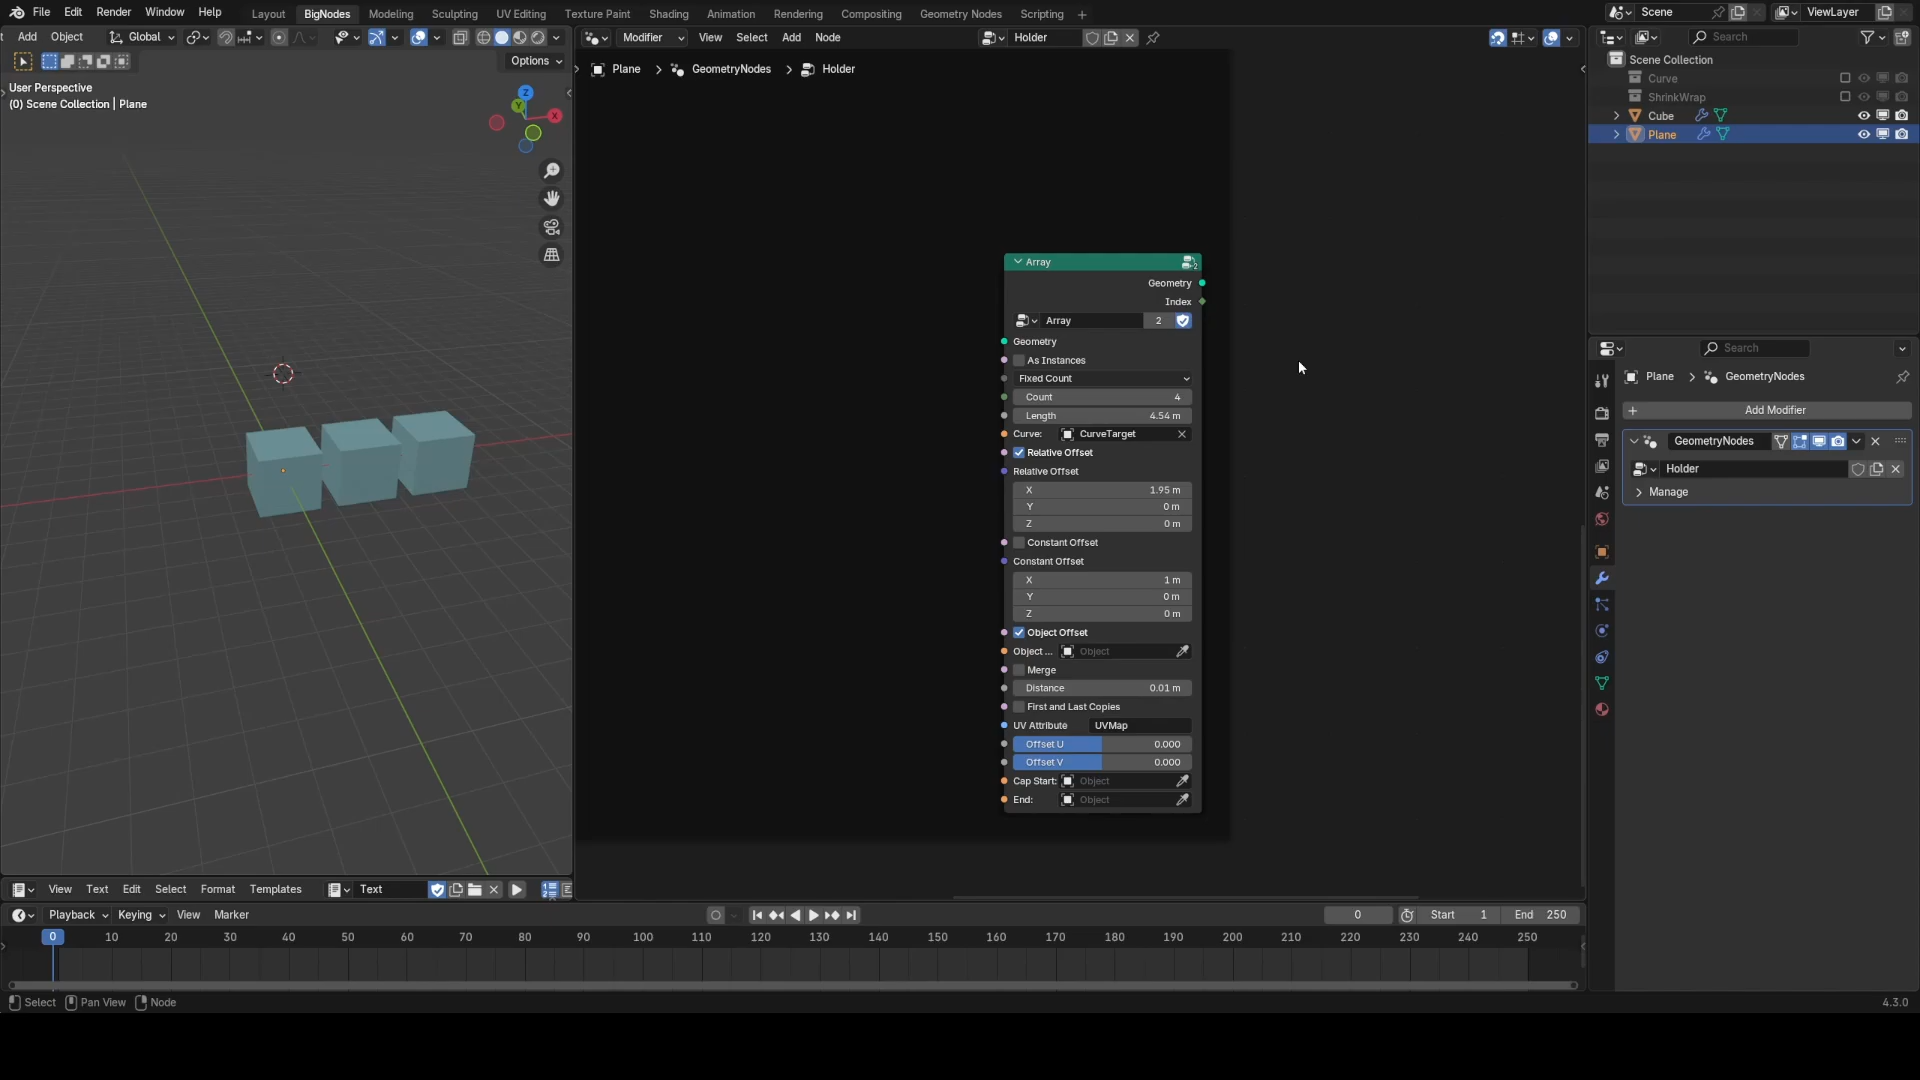 File Edit Render Window Help Layout BigNodes Modeling Sculpting UV Editing Texture Paint Shading Animation Rendering Compositing Geometry Nodes Scripting + Scene ViewLayer
Add Object Global Modifier View Select Add Node Holder Search
Options
Plane > GeometryNodes > Holder
User Perspective
(0) Scene Collection | Plane
Z
Y
X
Scene Collection
Curve
ShrinkWrap
Cube
Plane
Array
Geometry
Index
Array 2
Geometry
As Instances
Fixed Count
Count 4
Length 4.54 m
Curve: CurveTarget
Relative Offset
Relative Offset
X 1.95 m
Y 0 m
Z 0 m
Constant Offset
Constant Offset
X 1 m
Y 0 m
Z 0 m
Object Offset
Object ... Object
Merge
Distance 0.01 m
First and Last Copies
UV Attribute UVMap
Offset U 0.000
Offset V 0.000
Cap Start: Object
End: Object
Search
Plane > GeometryNodes
+ Add Modifier
GeometryNodes
Holder
Manage
View Text Edit Select Format Templates Text
Playback Keying View Marker 0 Start 1 End 250
0 10 20 30 40 50 60 70 80 90 100 110 120 130 140 150 160 170 180 190 200 210 220 230 240 250
Select Pan View Node 4.3.0